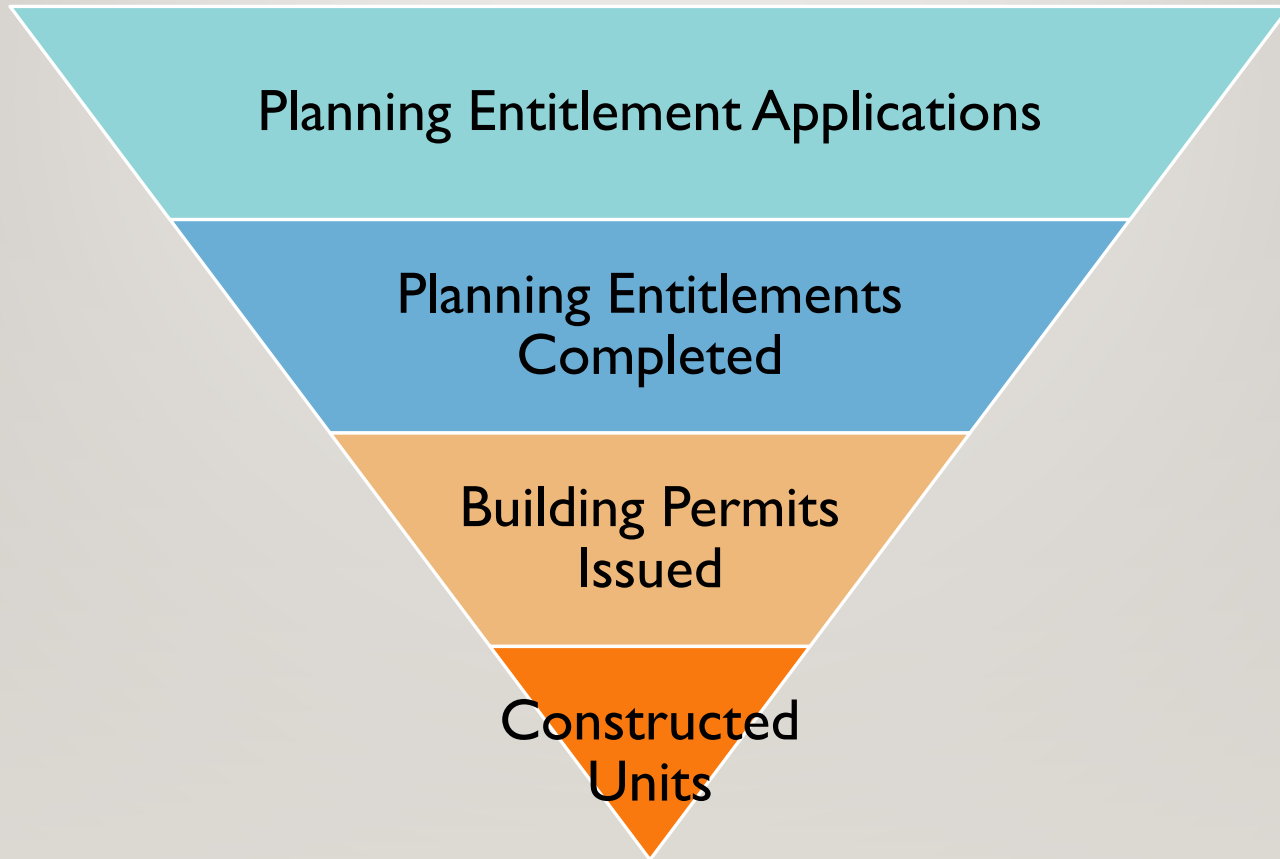 Planning Entitlement Applications
Planning Entitlements
Completed
Building Permits
Issued
Constructed
Units